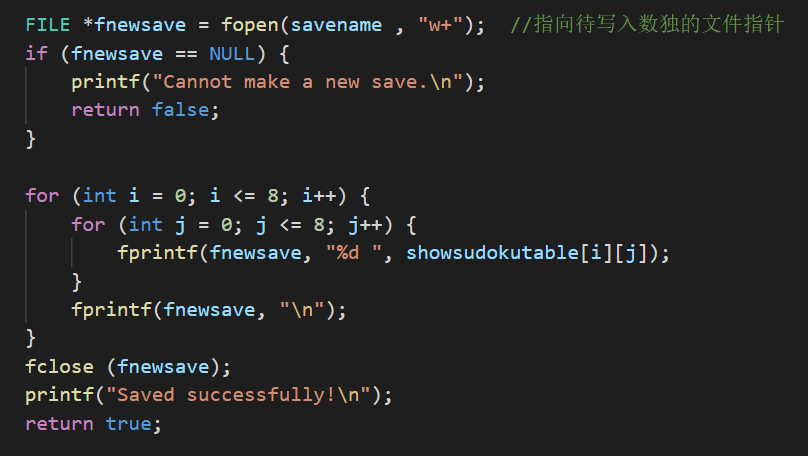 FILE *fnewsave = fopen(savename , "w+");  //指向待写入数独的文件指针
if (fnewsave == NULL) {
    printf("Cannot make a new save.\n");
    return false;
}

for (int i = 0; i <= 8; i++) {
    for (int j = 0; j <= 8; j++) {
        fprintf(fnewsave, "%d ", showsudokutable[i][j]);
    }
    fprintf(fnewsave, "\n");
}
fclose (fnewsave);
printf("Saved successfully!\n");
return true;